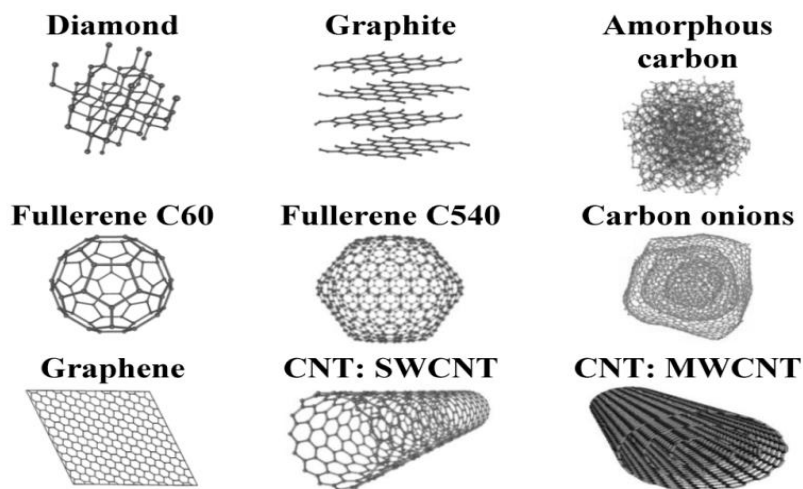 Diamond
Graphite
Amorphous
carbon
Fullerene C60
Fullerene C540
Carbon onions
Graphene
CNT: SWCNT
CNT: MWCNT